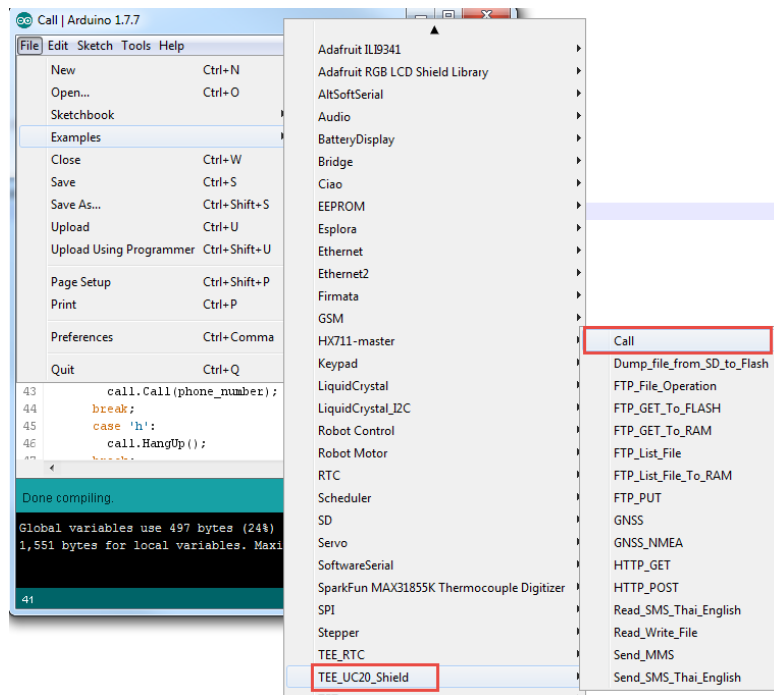 Call | Arduino 1.7.7
File Edit Sketch Tools Help
New Ctrl+N
Open... Ctrl+O
Sketchbook
Examples
Close Ctrl+W
Save Ctrl+S
Save As... Ctrl+Shift+S
Upload Ctrl+U
Upload Using Programmer Ctrl+Shift+U
Page Setup Ctrl+Shift+P
Print Ctrl+P
Preferences Ctrl+Comma
Quit Ctrl+Q
43 call.Call(phone_number);
44 break;
45 case 'h':
46 call.HangUp();
Done compiling.
Global variables use 497 bytes (24%)
1,551 bytes for local variables. Maxi
41
Adafruit ILI9341
Adafruit RGB LCD Shield Library
AltSoftSerial
Audio
BatteryDisplay
Bridge
Ciao
EEPROM
Esplora
Ethernet
Ethernet2
Firmata
GSM
HX711-master
Keypad
LiquidCrystal
LiquidCrystal_I2C
Robot Control
Robot Motor
RTC
Scheduler
SD
Servo
SoftwareSerial
SparkFun MAX31855K Thermocouple Digitizer
SPI
Stepper
TEE_RTC
TEE_UC20_Shield
Call
Dump_file_from_SD_to_Flash
FTP_File_Operation
FTP_GET_To_FLASH
FTP_GET_To_RAM
FTP_List_File
FTP_List_File_To_RAM
FTP_PUT
GNSS
GNSS_NMEA
HTTP_GET
HTTP_POST
Read_SMS_Thai_English
Read_Write_File
Send_MMS
Send_SMS_Thai_English